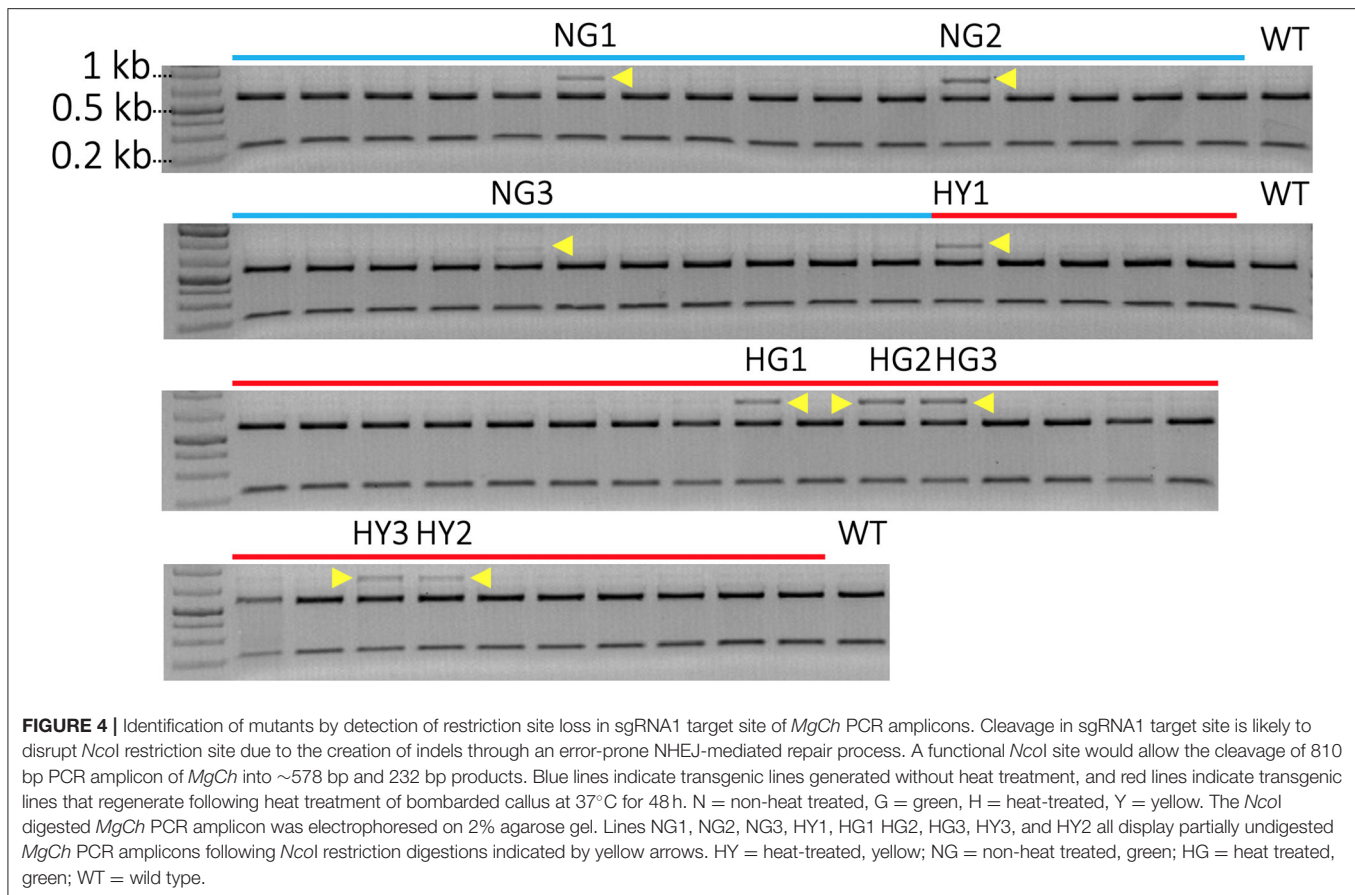 NG1 NG2 WT
1 kb....
0.5 kb....
0.2 kb....
NG3 HY1 WT
HG1 HG2 HG3
HY3 HY2 WT
FIGURE 4 | Identification of mutants by detection of restriction site loss in sgRNA1 target site of MgCh PCR amplicons. Cleavage in sgRNA1 target site is likely to
disrupt NcoI restriction site due to the creation of indels through an error-prone NHEJ-mediated repair process. A functional NcoI site would allow the cleavage of 810
bp PCR amplicon of MgCh into ~578 bp and 232 bp products. Blue lines indicate transgenic lines generated without heat treatment, and red lines indicate transgenic
lines that regenerate following heat treatment of bombarded callus at 37°C for 48 h. N = non-heat treated, G = green, H = heat-treated, Y = yellow. The NcoI
digested MgCh PCR amplicon was electrophoresed on 2% agarose gel. Lines NG1, NG2, NG3, HY1, HG1 HG2, HG3, HY3, and HY2 all display partially undigested
MgCh PCR amplicons following NcoI restriction digestions indicated by yellow arrows. HY = heat-treated, yellow; NG = non-heat treated, green; HG = heat treated,
green; WT = wild type.